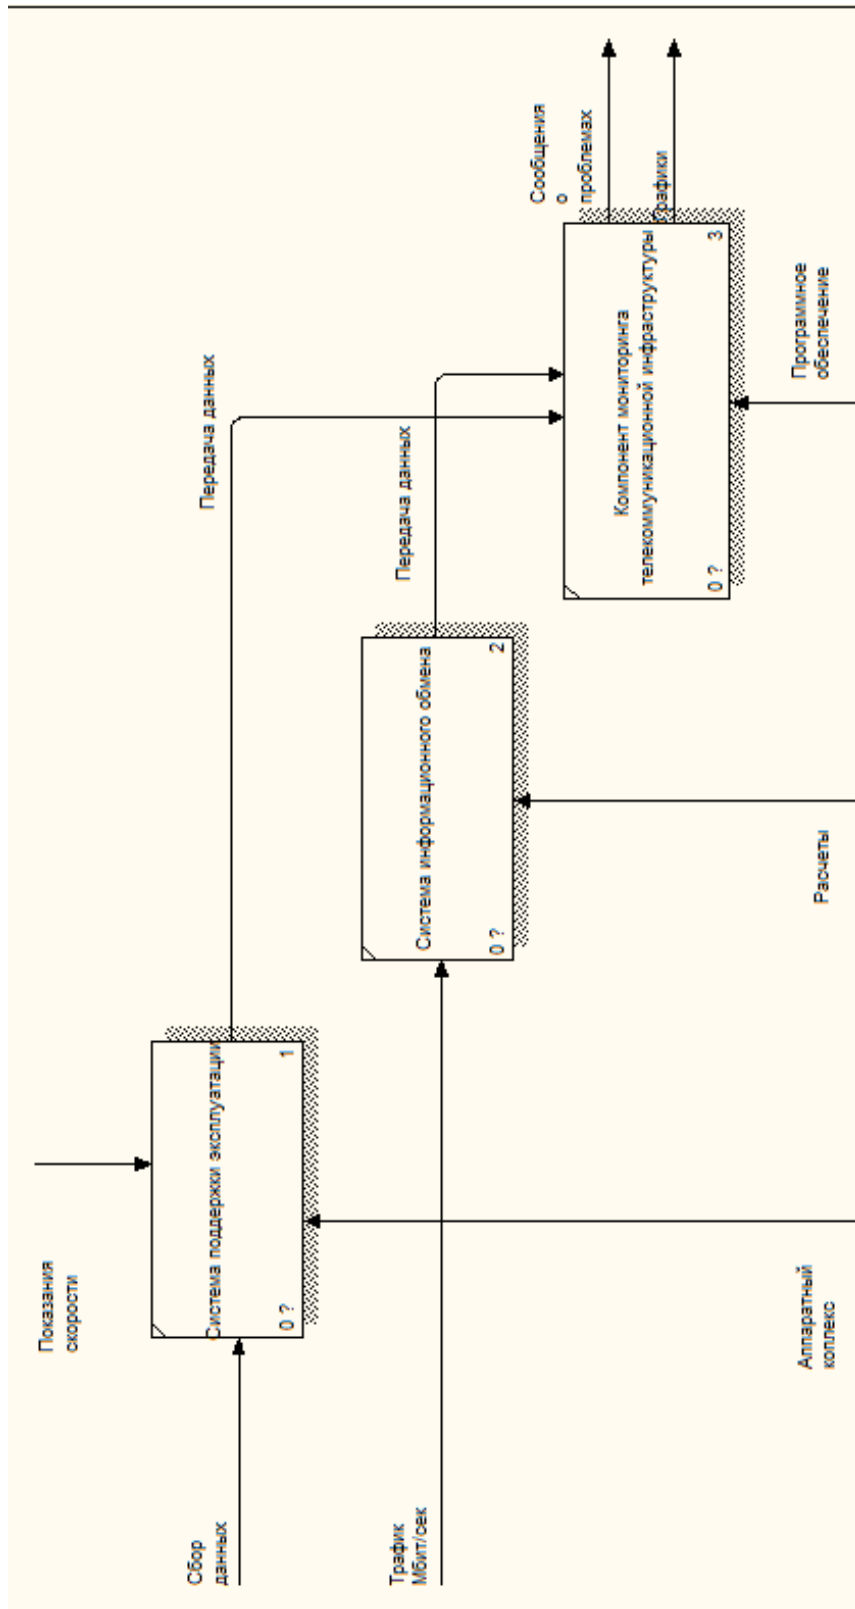 Показания
скорости
Сбор
данных
Система поддержки эксплуатации
0 ?
1
Передача данных
Трафик
Мбит/сек
Система информационного обмена
0 ?
2
Передача данных
Сообщения
о
проблемах
Графики
Компонент мониторинга
телекоммуникационной инфраструктуры
0 ?
3
Аппаратный
коплекс
Расчеты
Программное
обеспечение